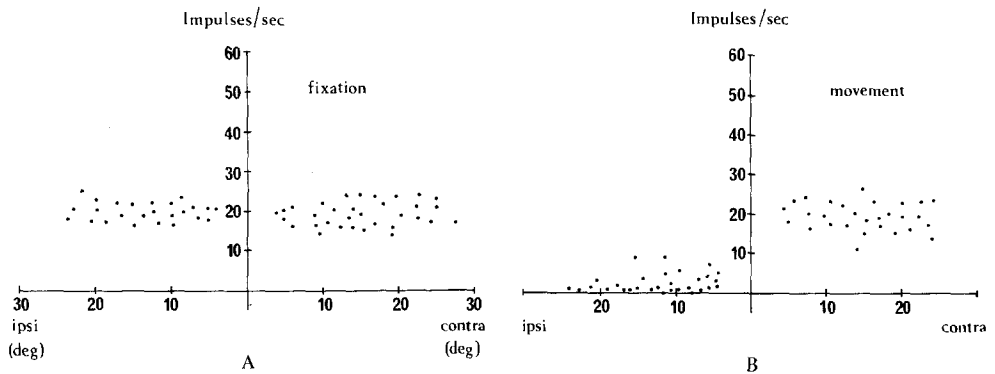 Impulses/sec
60
50
40
30
20
10
fixation
30 20 10 10 20 30
ipsi contra
(deg) (deg)
A
Impulses/sec
60
50
40
30
20
10
movement
20 10 10 20
ipsi contra
B